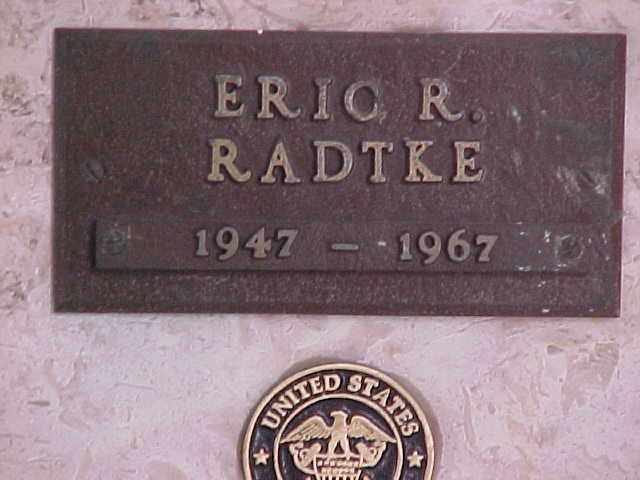 ERIC R.
RADTKE
1947 – 1967
UNITED STATES